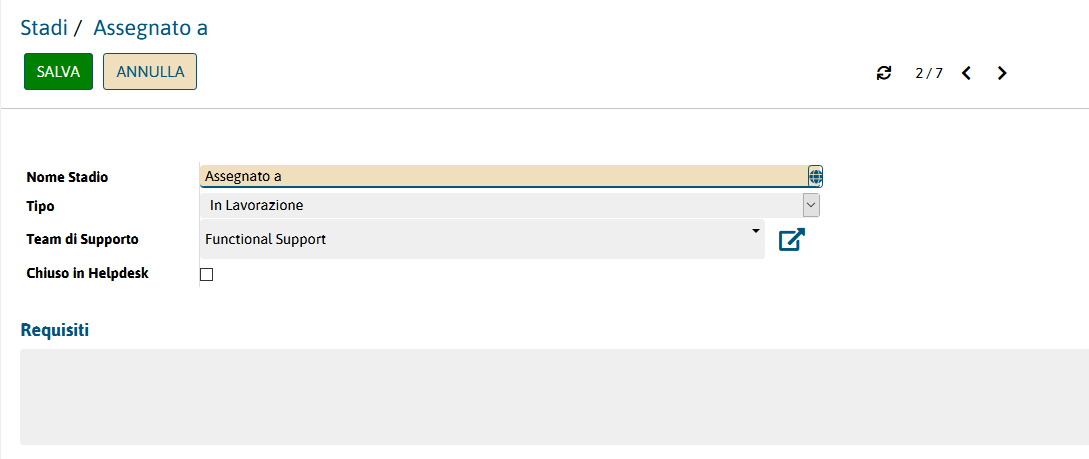 Stadi / Assegnato a
SALVA ANNULLA 2 / 7
Nome Stadio Assegnato a
Tipo In Lavorazione
Team di Supporto Functional Support
Chiuso in Helpdesk
Requisiti